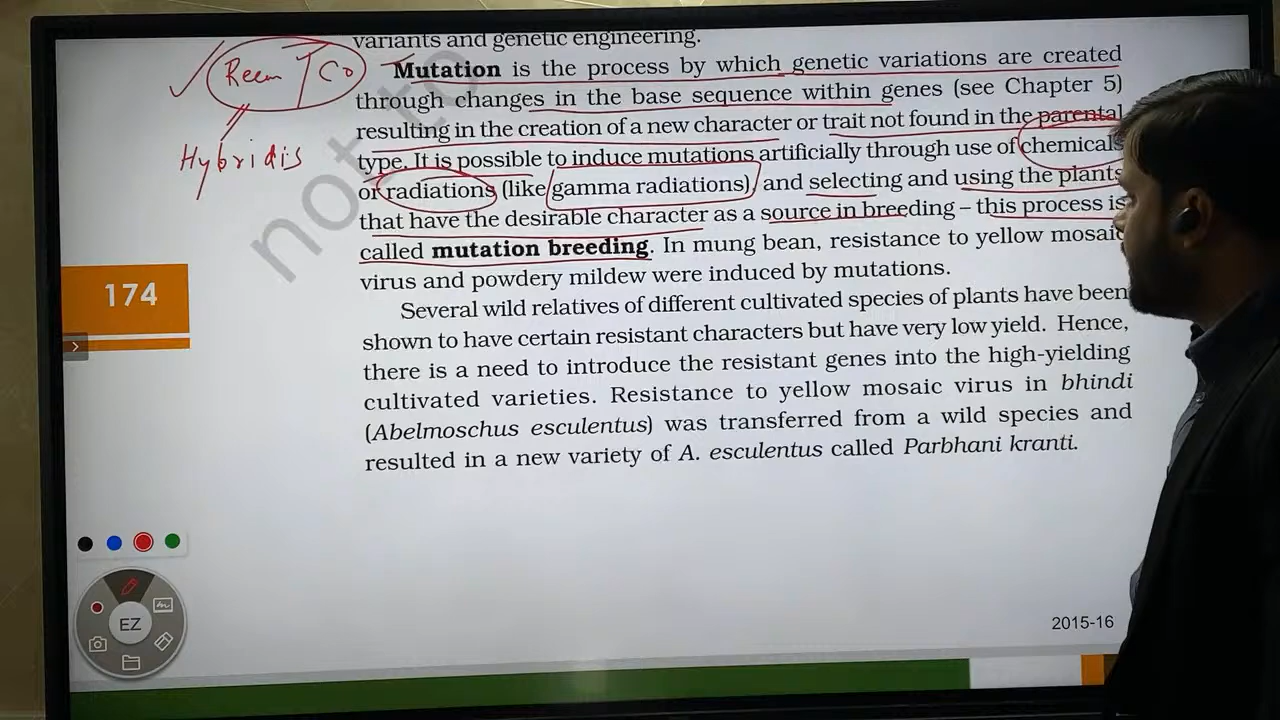 variants and genetic engineering.
Mutation is the process by which genetic variations are created
through changes in the base sequence within genes (see Chapter 5)
resulting in the creation of a new character or trait not found in the parental
type. It is possible to induce mutations artificially through use of chemicals
or radiations (like gamma radiations), and selecting and using the plants
that have the desirable character as a source in breeding – this process is
called mutation breeding. In mung bean, resistance to yellow mosaic
virus and powdery mildew were induced by mutations.
Several wild relatives of different cultivated species of plants have been
shown to have certain resistant characters but have very low yield. Hence,
there is a need to introduce the resistant genes into the high-yielding
cultivated varieties. Resistance to yellow mosaic virus in bhindi
(Abelmoschus esculentus) was transferred from a wild species and
resulted in a new variety of A. esculentus called Parbhani kranti.
Hybridis
174
not to
EZ
2015-16